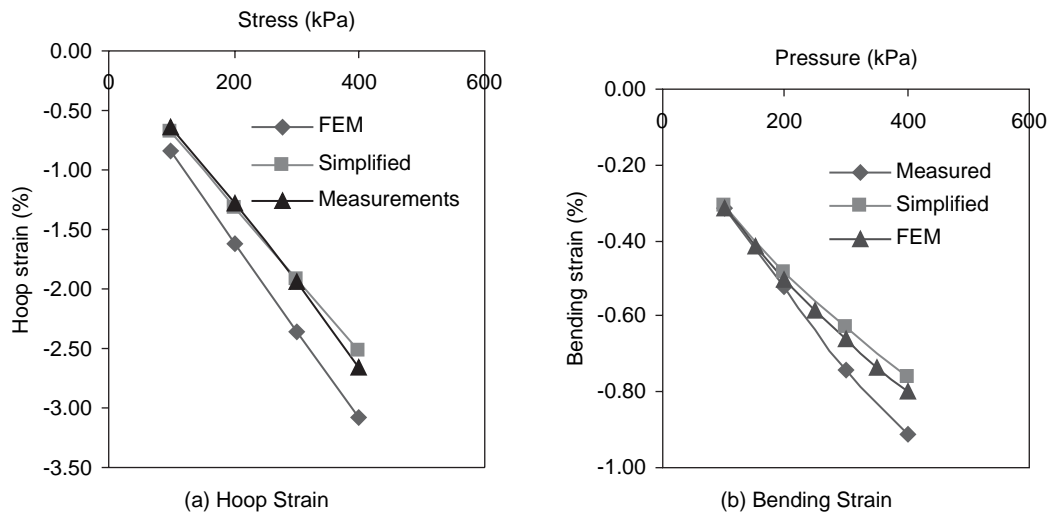 Stress (kPa)
0.00
0 200 400 600
-0.50
-1.00
-1.50
-2.00
-2.50
-3.00
-3.50
Hoop strain (%)
FEM
Simplified
Measurements
(a) Hoop Strain
Pressure (kPa)
0.00
0 200 400 600
-0.20
-0.40
-0.60
-0.80
-1.00
Bending strain (%)
Measured
Simplified
FEM
(b) Bending Strain